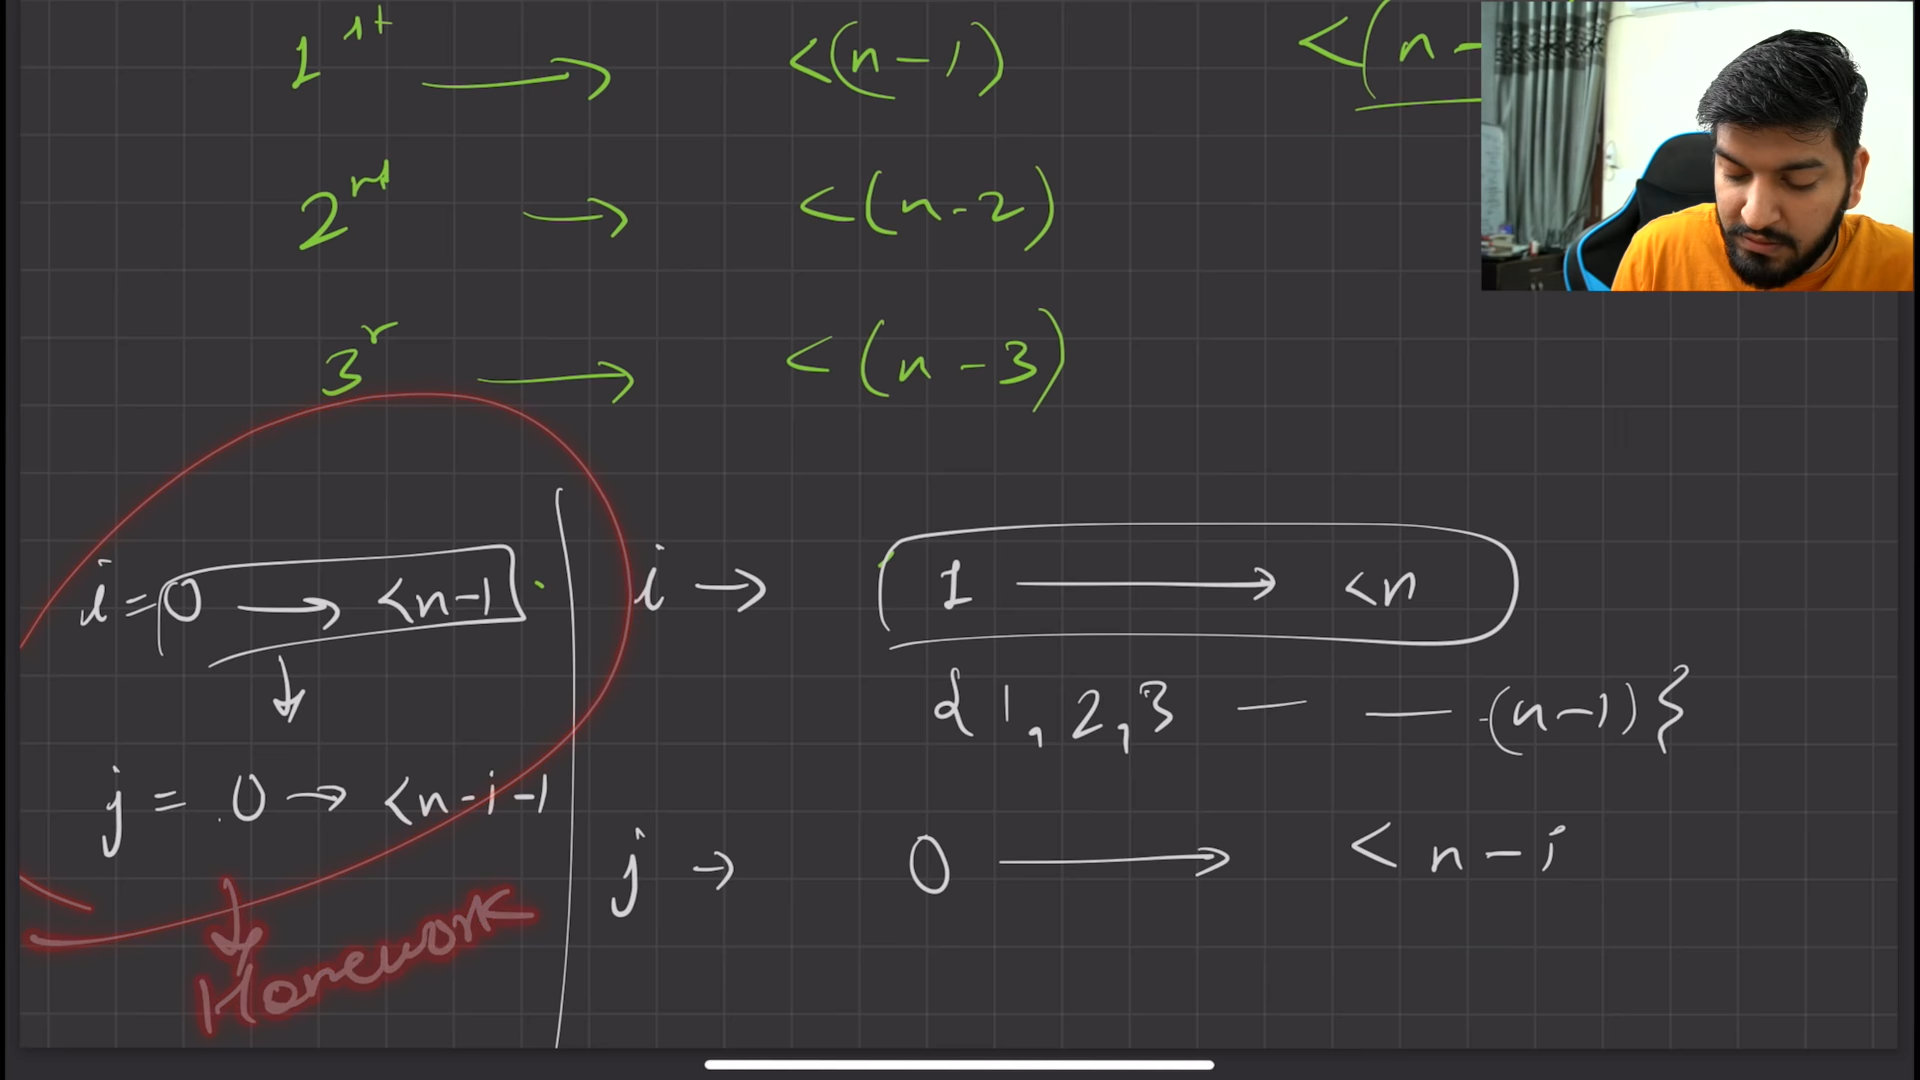 1st → <(n-1)
<(n-
2nd → <(n-2)
3r → <(n-3)
i=0 → <n-1
i → 1 → <n
{1,2,3 — — (n-1)}
j = 0 → <n-i-1
j → 0 → <n-i
Homework